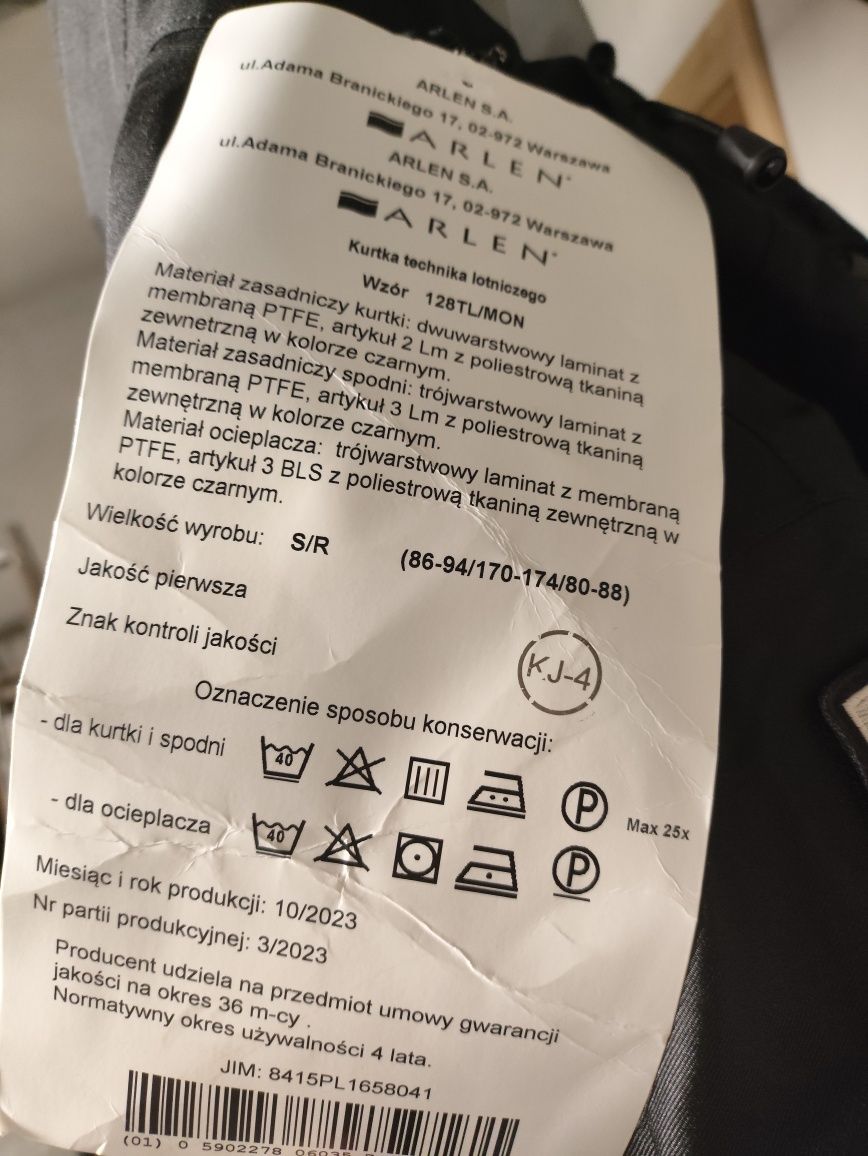 ARLEN S.A.
ul.Adama Branickiego 17, 02-972 Warszawa
ARLEN
ARLEN S.A.
ul.Adama Branickiego 17, 02-972 Warszawa
ARLEN
Kurtka technika lotniczego
Wzór 128TL/MON
Materiał zasadniczy kurtki: dwuwarstwowy laminat z
membraną PTFE, artykuł 2 Lm z poliestrową tkaniną
zewnetrzną w kolorze czarnym.
Materiał zasadniczy spodni: trójwarstwowy laminat z
membraną PTFE, artykuł 3 Lm z poliestrową tkaniną
zewnętrzną w kolorze czarnym.
Materiał ocieplacza: trójwarstwowy laminat z membraną
PTFE, artykuł 3 BLS z poliestrową tkaniną zewnętrzną w
kolorze czarnym.
Wielkość wyrobu: S/R (86-94/170-174/80-88)
Jakość pierwsza
Znak kontroli jakości
KJ-4
Oznaczenie sposobu konserwacji:
- dla kurtki i spodni 40 P Max 25x
- dla ocieplacza 40 P
Miesiąc i rok produkcji: 10/2023
Nr partii produkcyjnej: 3/2023
Producent udziela na przedmiot umowy gwarancji
jakości na okres 36 m-cy .
Normatywny okres używalności 4 lata.
JIM: 8415PL1658041
(01) 0 5902278